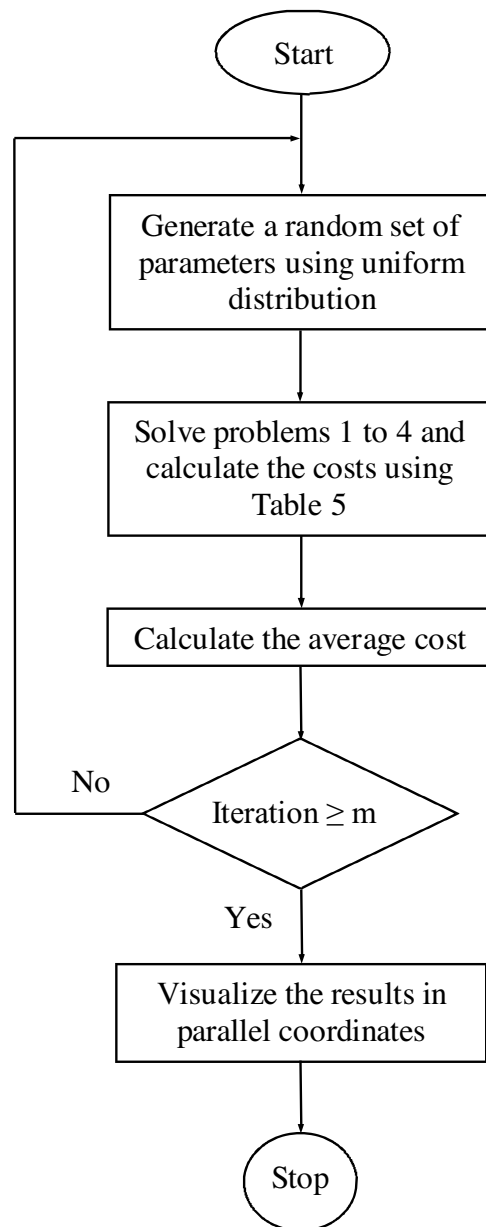 Start
Generate a random set of
parameters using uniform
distribution
Solve problems 1 to 4 and
calculate the costs using
Table 5
Calculate the average cost
No
Iteration ≥ m
Yes
Visualize the results in
parallel coordinates
Stop